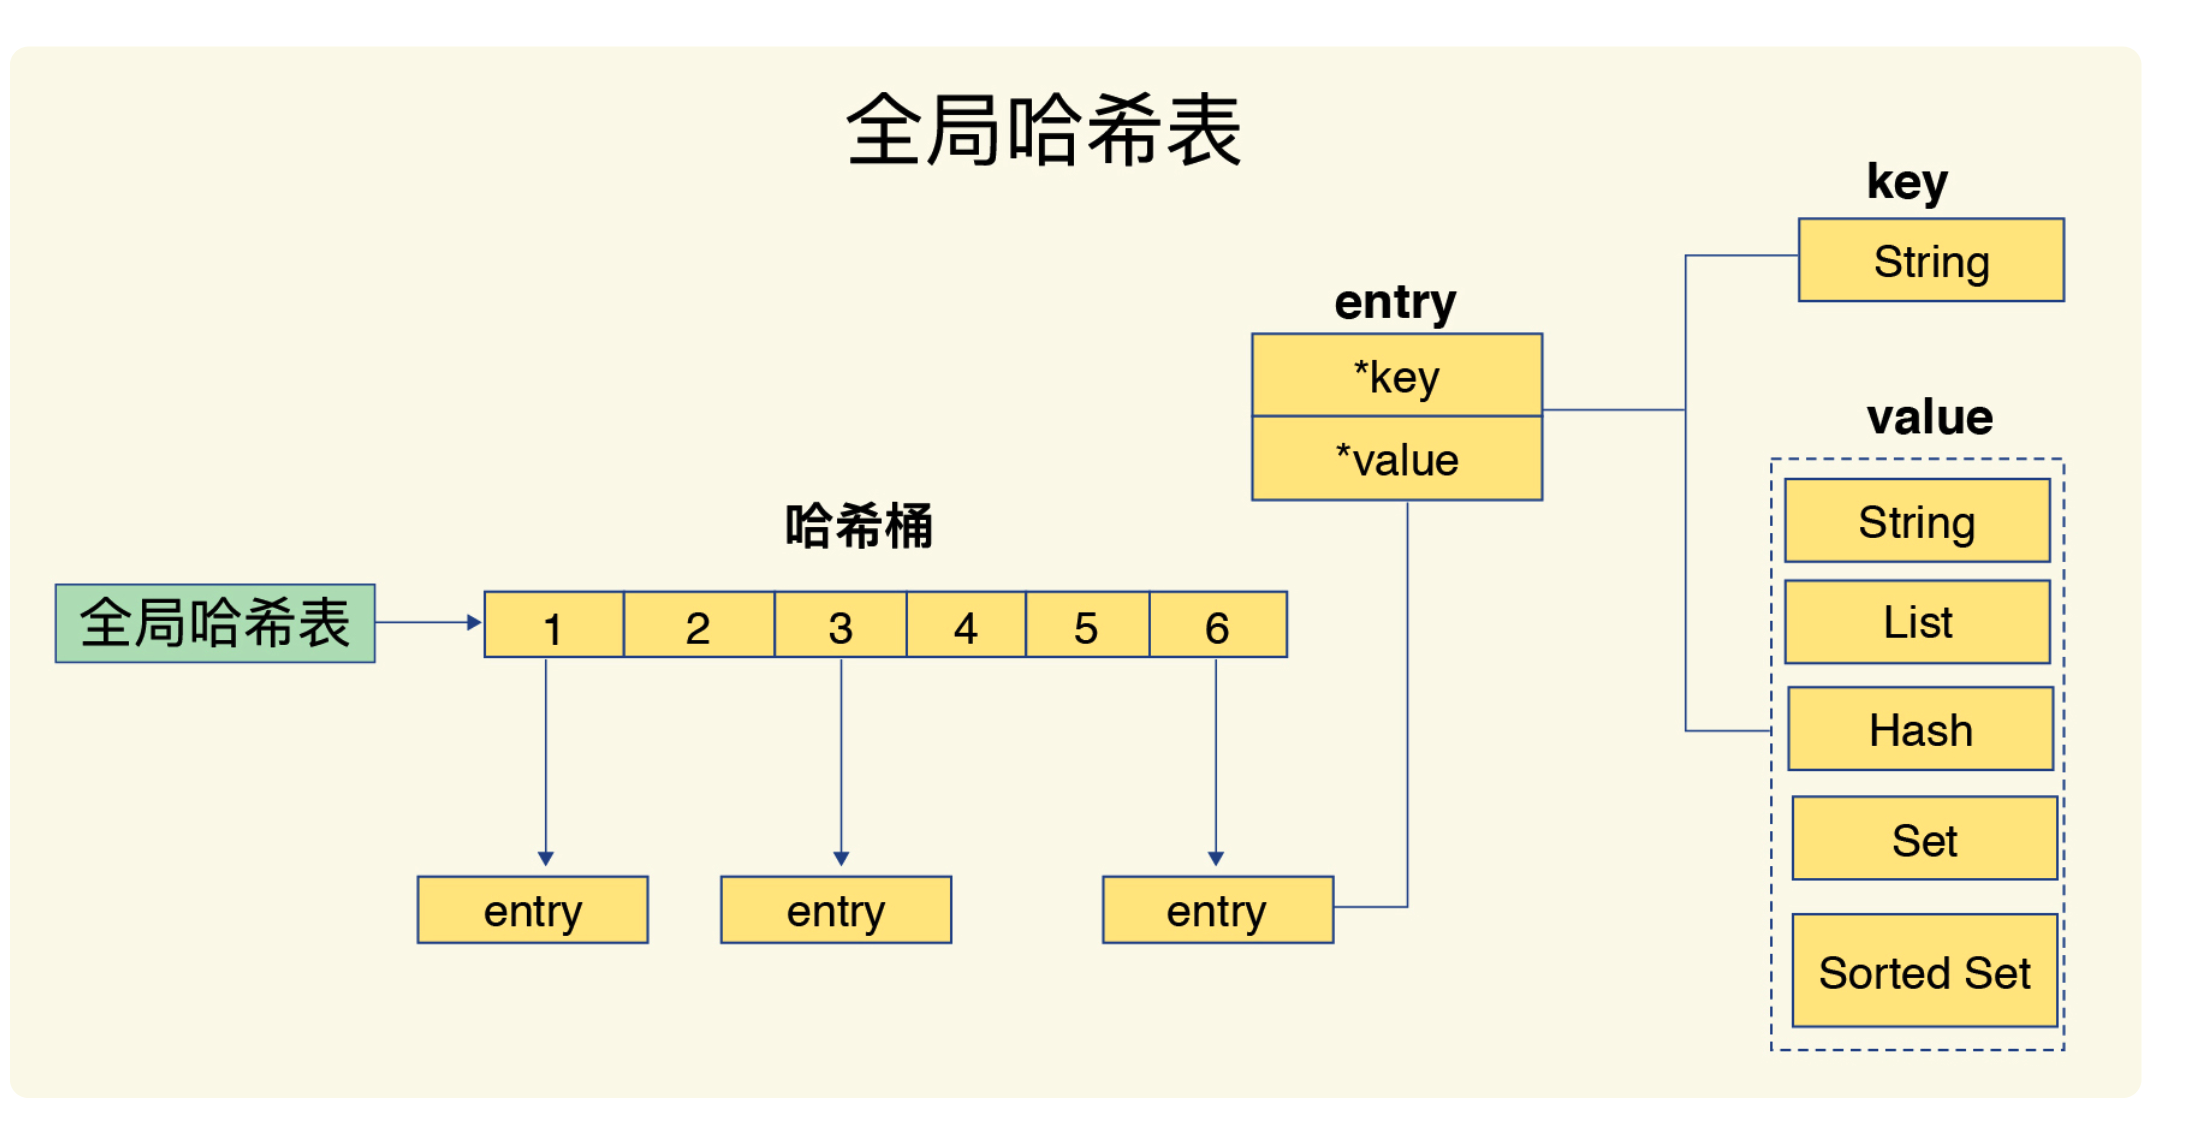 全局哈希表
key
String
entry
*key
*value
value
String
List
Hash
Set
Sorted Set
哈希桶
全局哈希表
1 2 3 4 5 6
entry entry entry